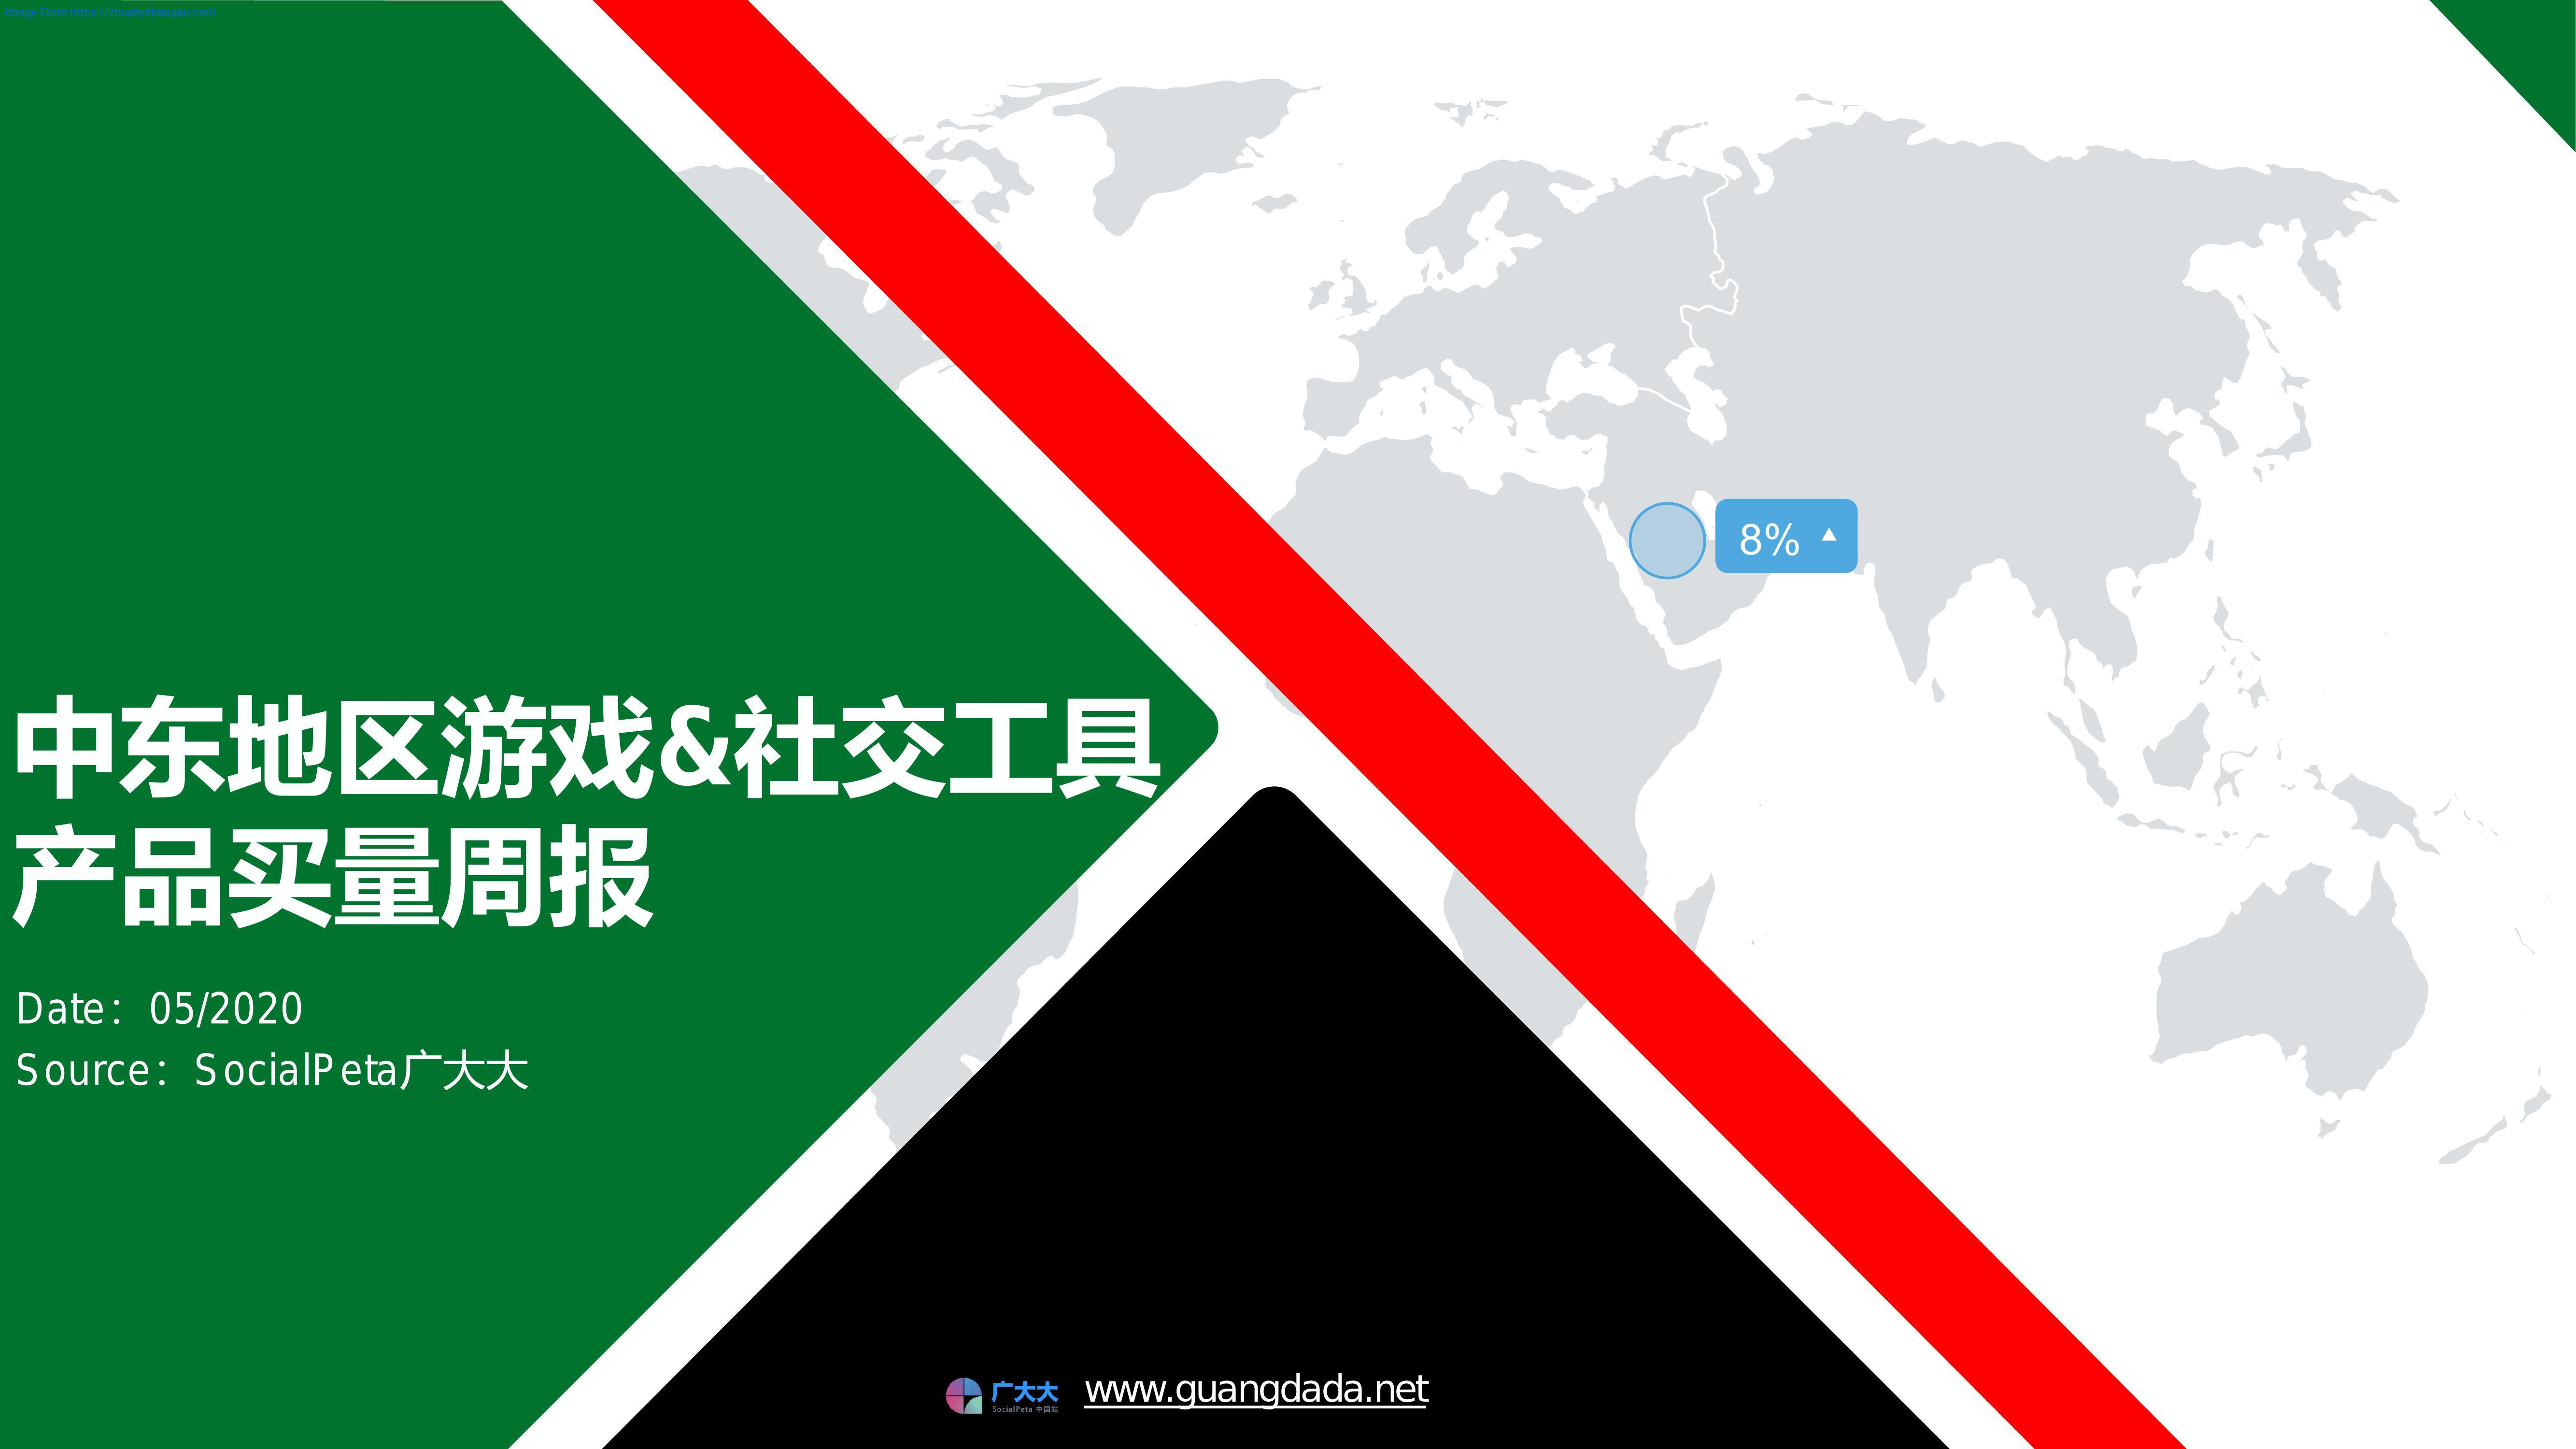 Image From https://zhuanyebaogao.com
8%
中东地区游戏&社交工具
产品买量周报
Date：05/2020
Source：SocialPeta广大大
广大大
SocialPeta 中国站
www.guangdada.net